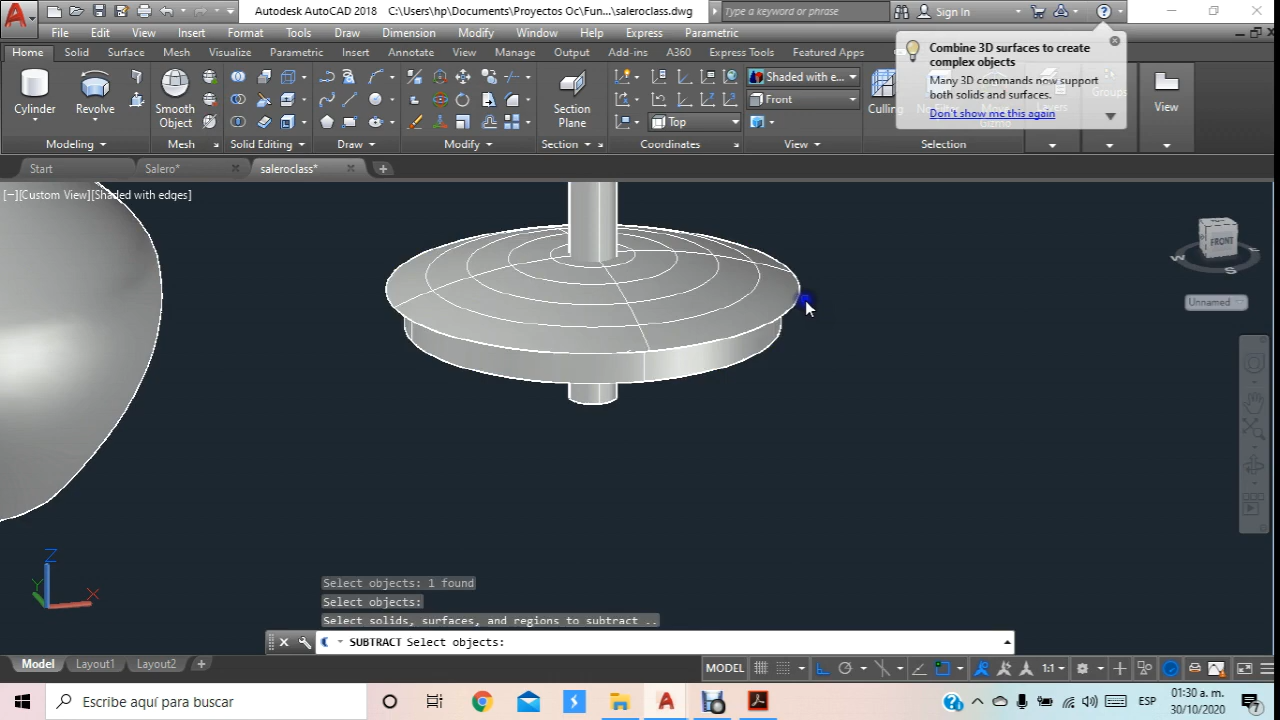 Autodesk AutoCAD 2018 C:\Users\hp\Documents\Proyectos Oc\Fun...\saleroclass.dwg
Type a keyword or phrase
Sign In
File Edit View Insert Format Tools Draw Dimension Modify Window Help Express Parametric
Home Solid Surface Mesh Visualize Parametric Insert Annotate View Manage Output Add-ins A360 Express Tools Featured Apps
Combine 3D surfaces to create
complex objects
Many 3D commands now support
both solids and surfaces.
Don't show me this again
Cylinder
Revolve
Smooth
Object
Section
Plane
Shaded with e...
Front
Top
Culling
No Filter
Move
Gizmo
Layers
Groups
View
Modeling
Mesh
Solid Editing
Draw
Modify
Section
Coordinates
View
Selection
Start
Salero*
saleroclass*
[−][Custom View][Shaded with edges]
FRONT
W
S
E
Unnamed
Z
Y
X
Select objects: 1 found
Select objects:
Select solids, surfaces, and regions to subtract ..
SUBTRACT Select objects:
Model
Layout1
Layout2
MODEL
1:1
Escribe aquí para buscar
ESP
01:30 a. m.
30/10/2020
7